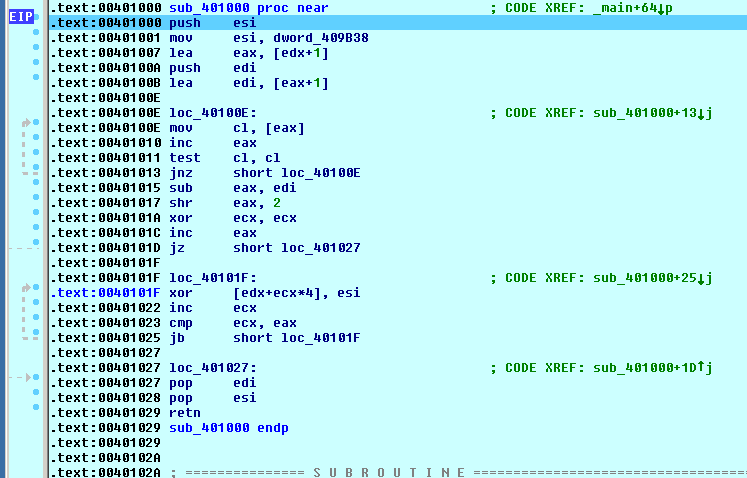 .text:00401000 sub_401000 proc near ; CODE XREF: _main+64↓p
EIP .text:00401000 push esi
.text:00401001 mov esi, dword_409B38
.text:00401007 lea eax, [edx+1]
.text:0040100A push edi
.text:0040100B lea edi, [eax+1]
.text:0040100E
.text:0040100E loc_40100E: ; CODE XREF: sub_401000+13↓j
.text:0040100E mov cl, [eax]
.text:00401010 inc eax
.text:00401011 test cl, cl
.text:00401013 jnz short loc_40100E
.text:00401015 sub eax, edi
.text:00401017 shr eax, 2
.text:0040101A xor ecx, ecx
.text:0040101C inc eax
.text:0040101D jz short loc_401027
.text:0040101F
.text:0040101F loc_40101F: ; CODE XREF: sub_401000+25↓j
.text:0040101F xor [edx+ecx*4], esi
.text:00401022 inc ecx
.text:00401023 cmp ecx, eax
.text:00401025 jb short loc_40101F
.text:00401027
.text:00401027 loc_401027: ; CODE XREF: sub_401000+1D↑j
.text:00401027 pop edi
.text:00401028 pop esi
.text:00401029 retn
.text:00401029 sub_401000 endp
.text:00401029
.text:0040102A
.text:0040102A ; =============== S U B R O U T I N E =======================================